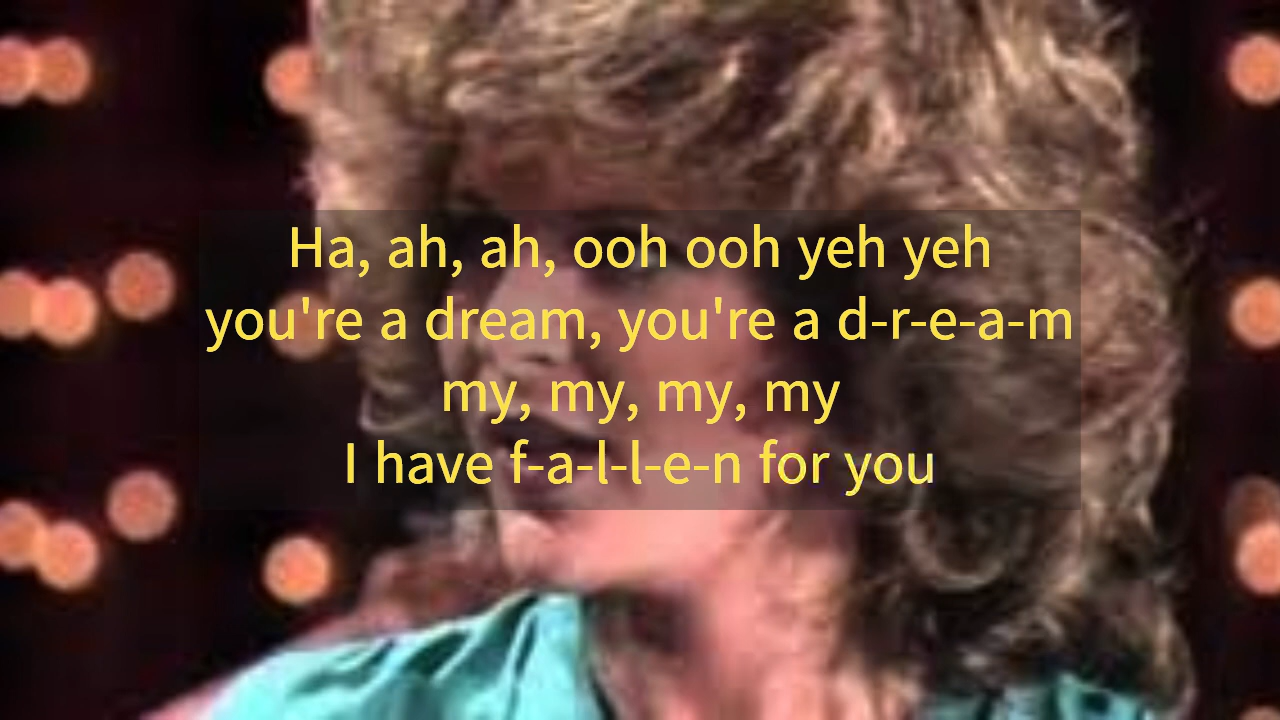 Ha, ah, ah, ooh ooh yeh yeh
you're a dream, you're a d-r-e-a-m
my, my, my, my
I have f-a-l-l-e-n for you